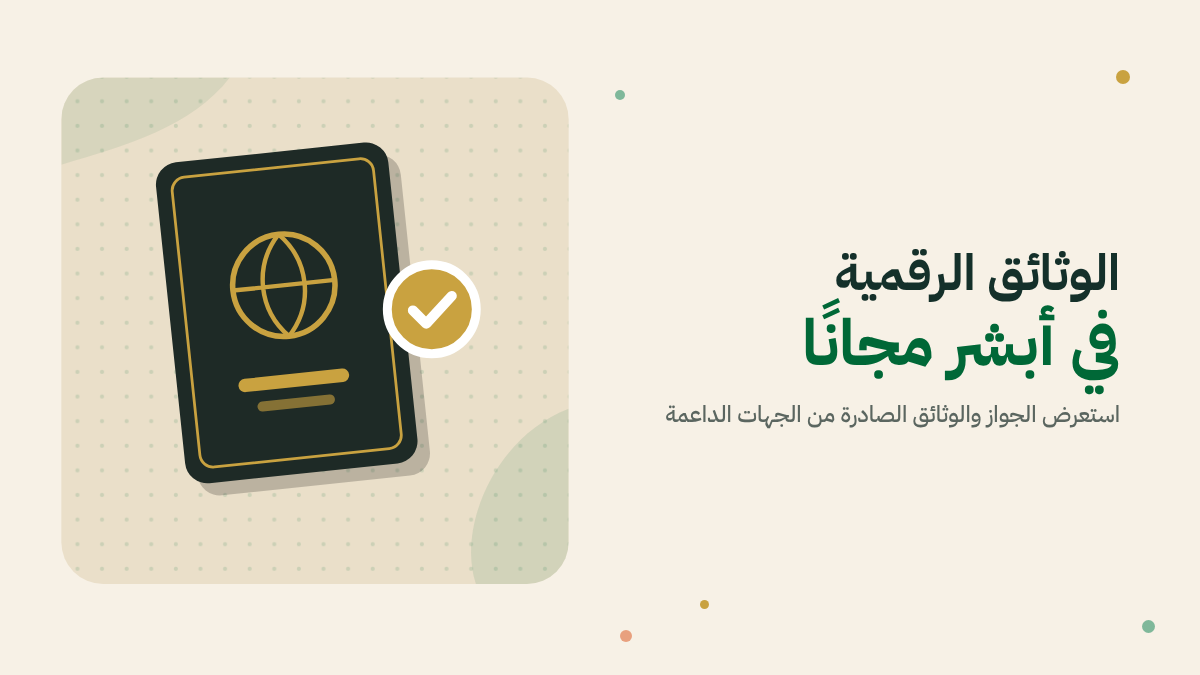 الوثائق الرقمية
في أبشر مجانًا
استعرض الجواز والوثائق الصادرة من الجهات الداعمة